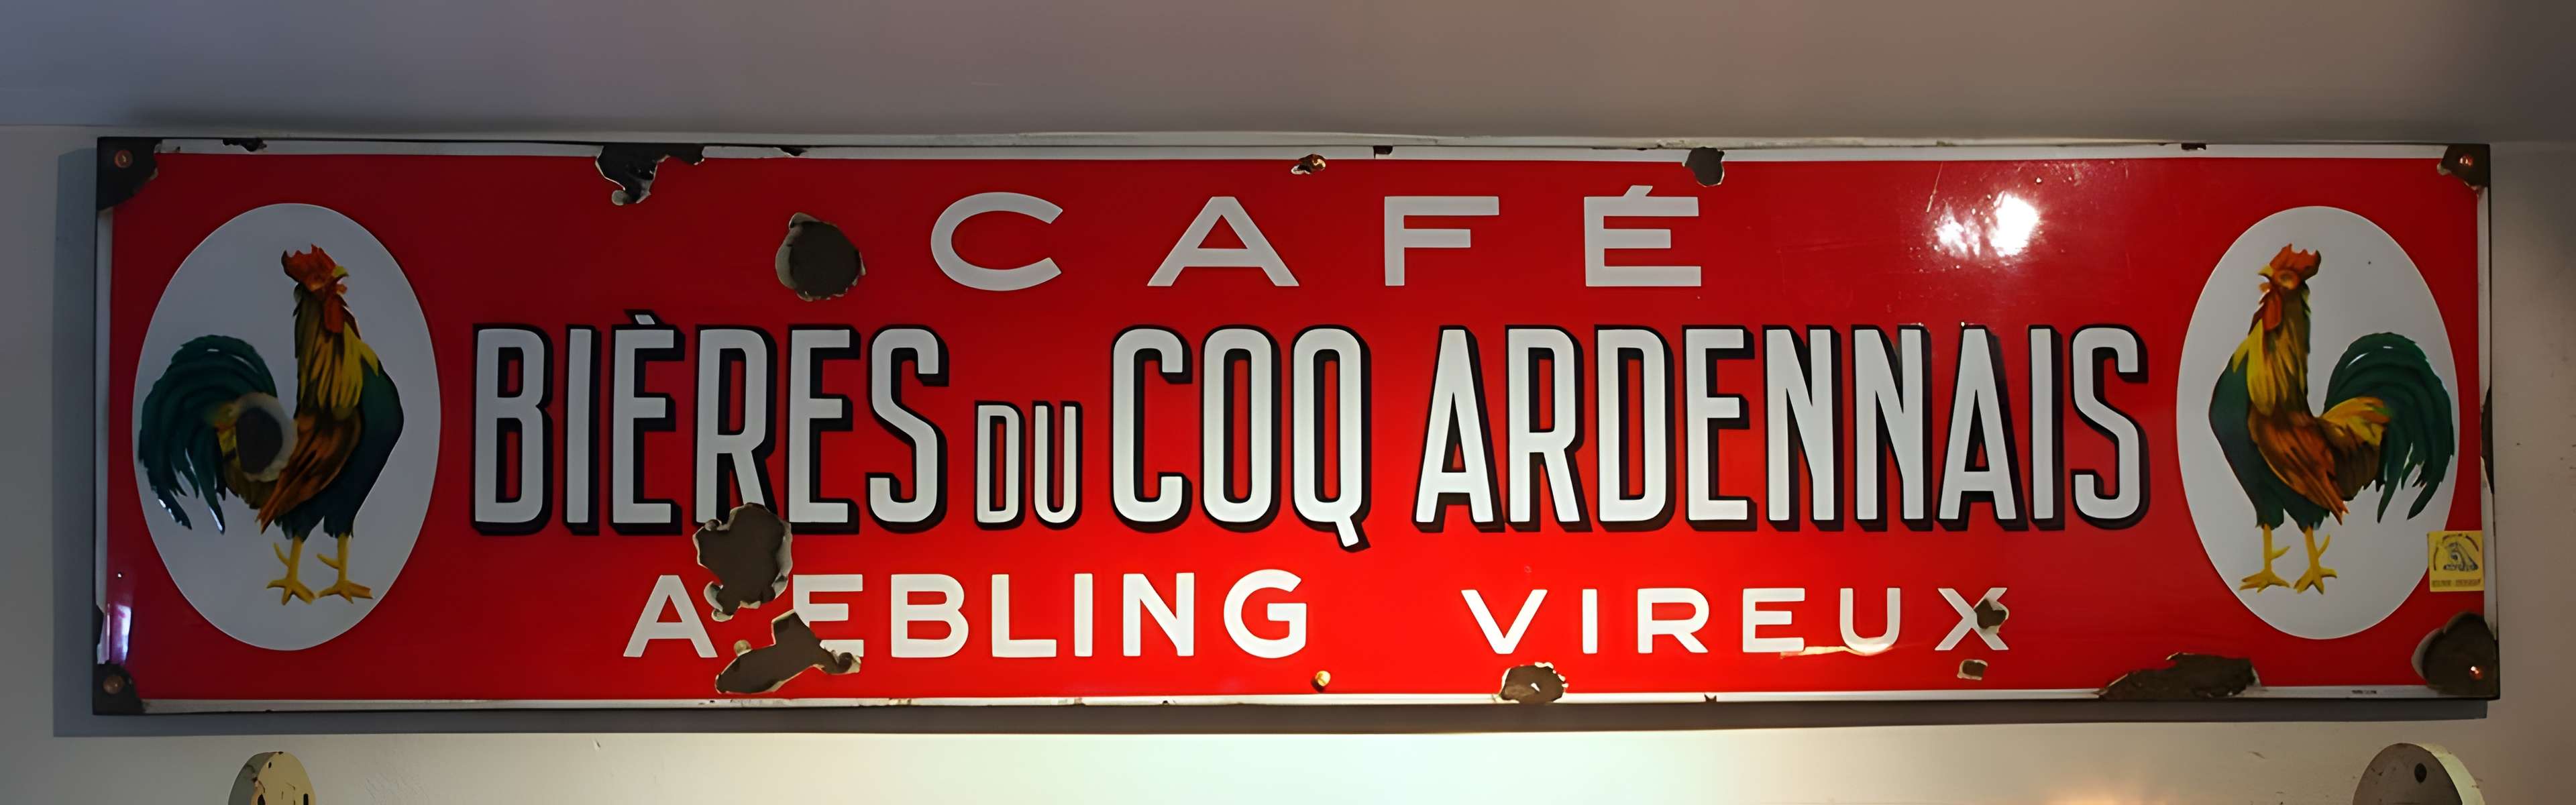 CAFÉ
BIÈRES DU COQ ARDENNAIS
A EBLING VIREUX